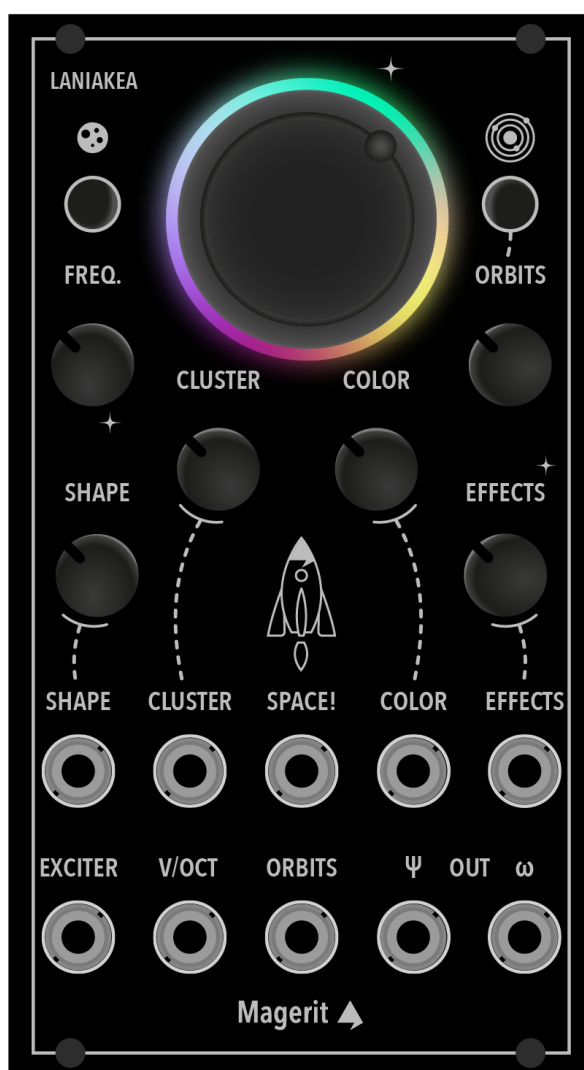 LANIAKEA
FREQ.
ORBITS
CLUSTER
COLOR
SHAPE
EFFECTS
SHAPE CLUSTER SPACE! COLOR EFFECTS
EXCITER V/OCT ORBITS Ψ OUT ω
Magerit